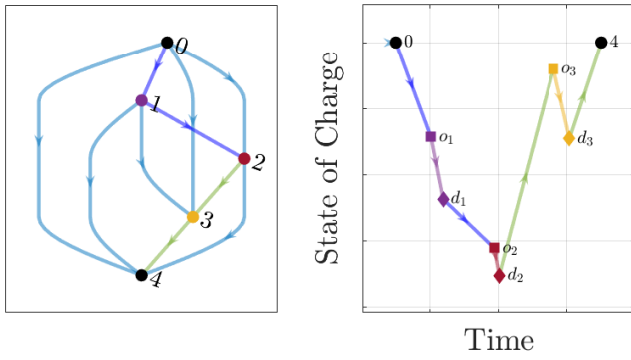 0
1
2
3
4
State of Charge
0
4
o₃
o₁
d₃
d₁
o₂
d₂
Time